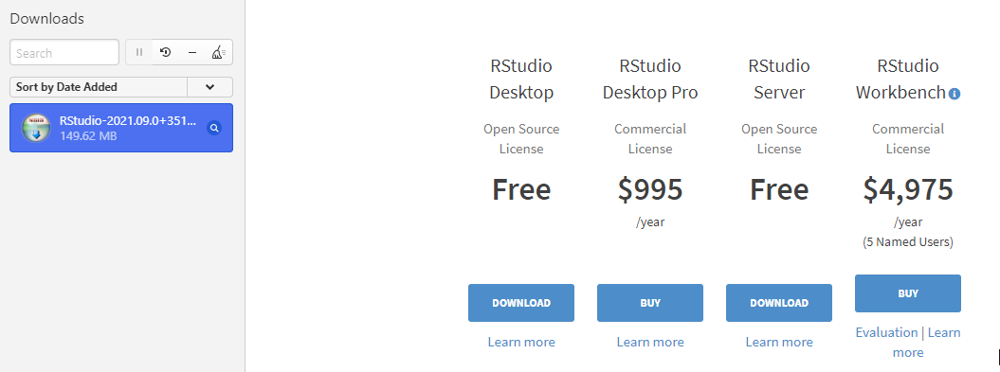 Downloads
Search
Sort by Date Added
RStudio-2021.09.0+351...
149.62 MB
RStudio
Desktop
Open Source
License
Free
DOWNLOAD
Learn more
RStudio
Desktop Pro
Commercial
License
$995
/year
BUY
Learn more
RStudio
Server
Open Source
License
Free
DOWNLOAD
Learn more
RStudio
Workbench
Commercial
License
$4,975
/year
(5 Named Users)
BUY
Evaluation | Learn
more